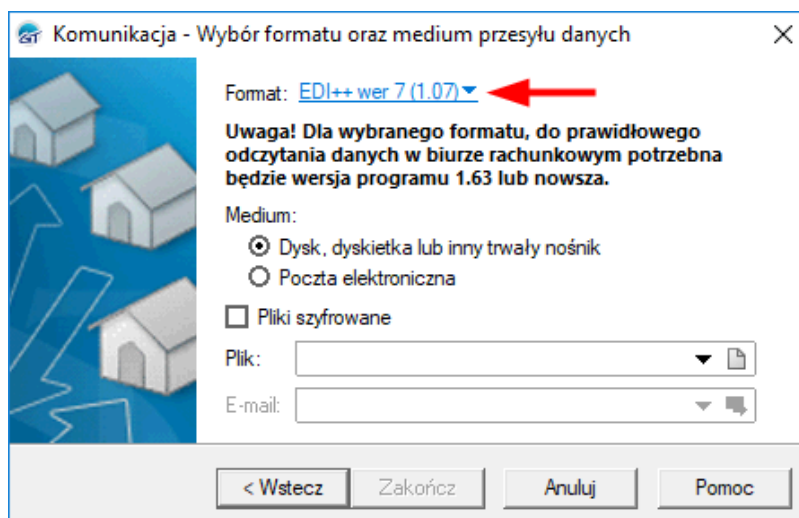 Komunikacja - Wybór formatu oraz medium przesyłu danych
Format: EDI++ wer 7 (1.07)
Uwaga! Dla wybranego formatu, do prawidłowego
odczytania danych w biurze rachunkowym potrzebna
będzie wersja programu 1.63 lub nowsza.
Medium:
Dysk, dyskietka lub inny trwały nośnik
Poczta elektroniczna
Pliki szyfrowane
Plik:
E-mail:
< Wstecz Zakończ Anuluj Pomoc